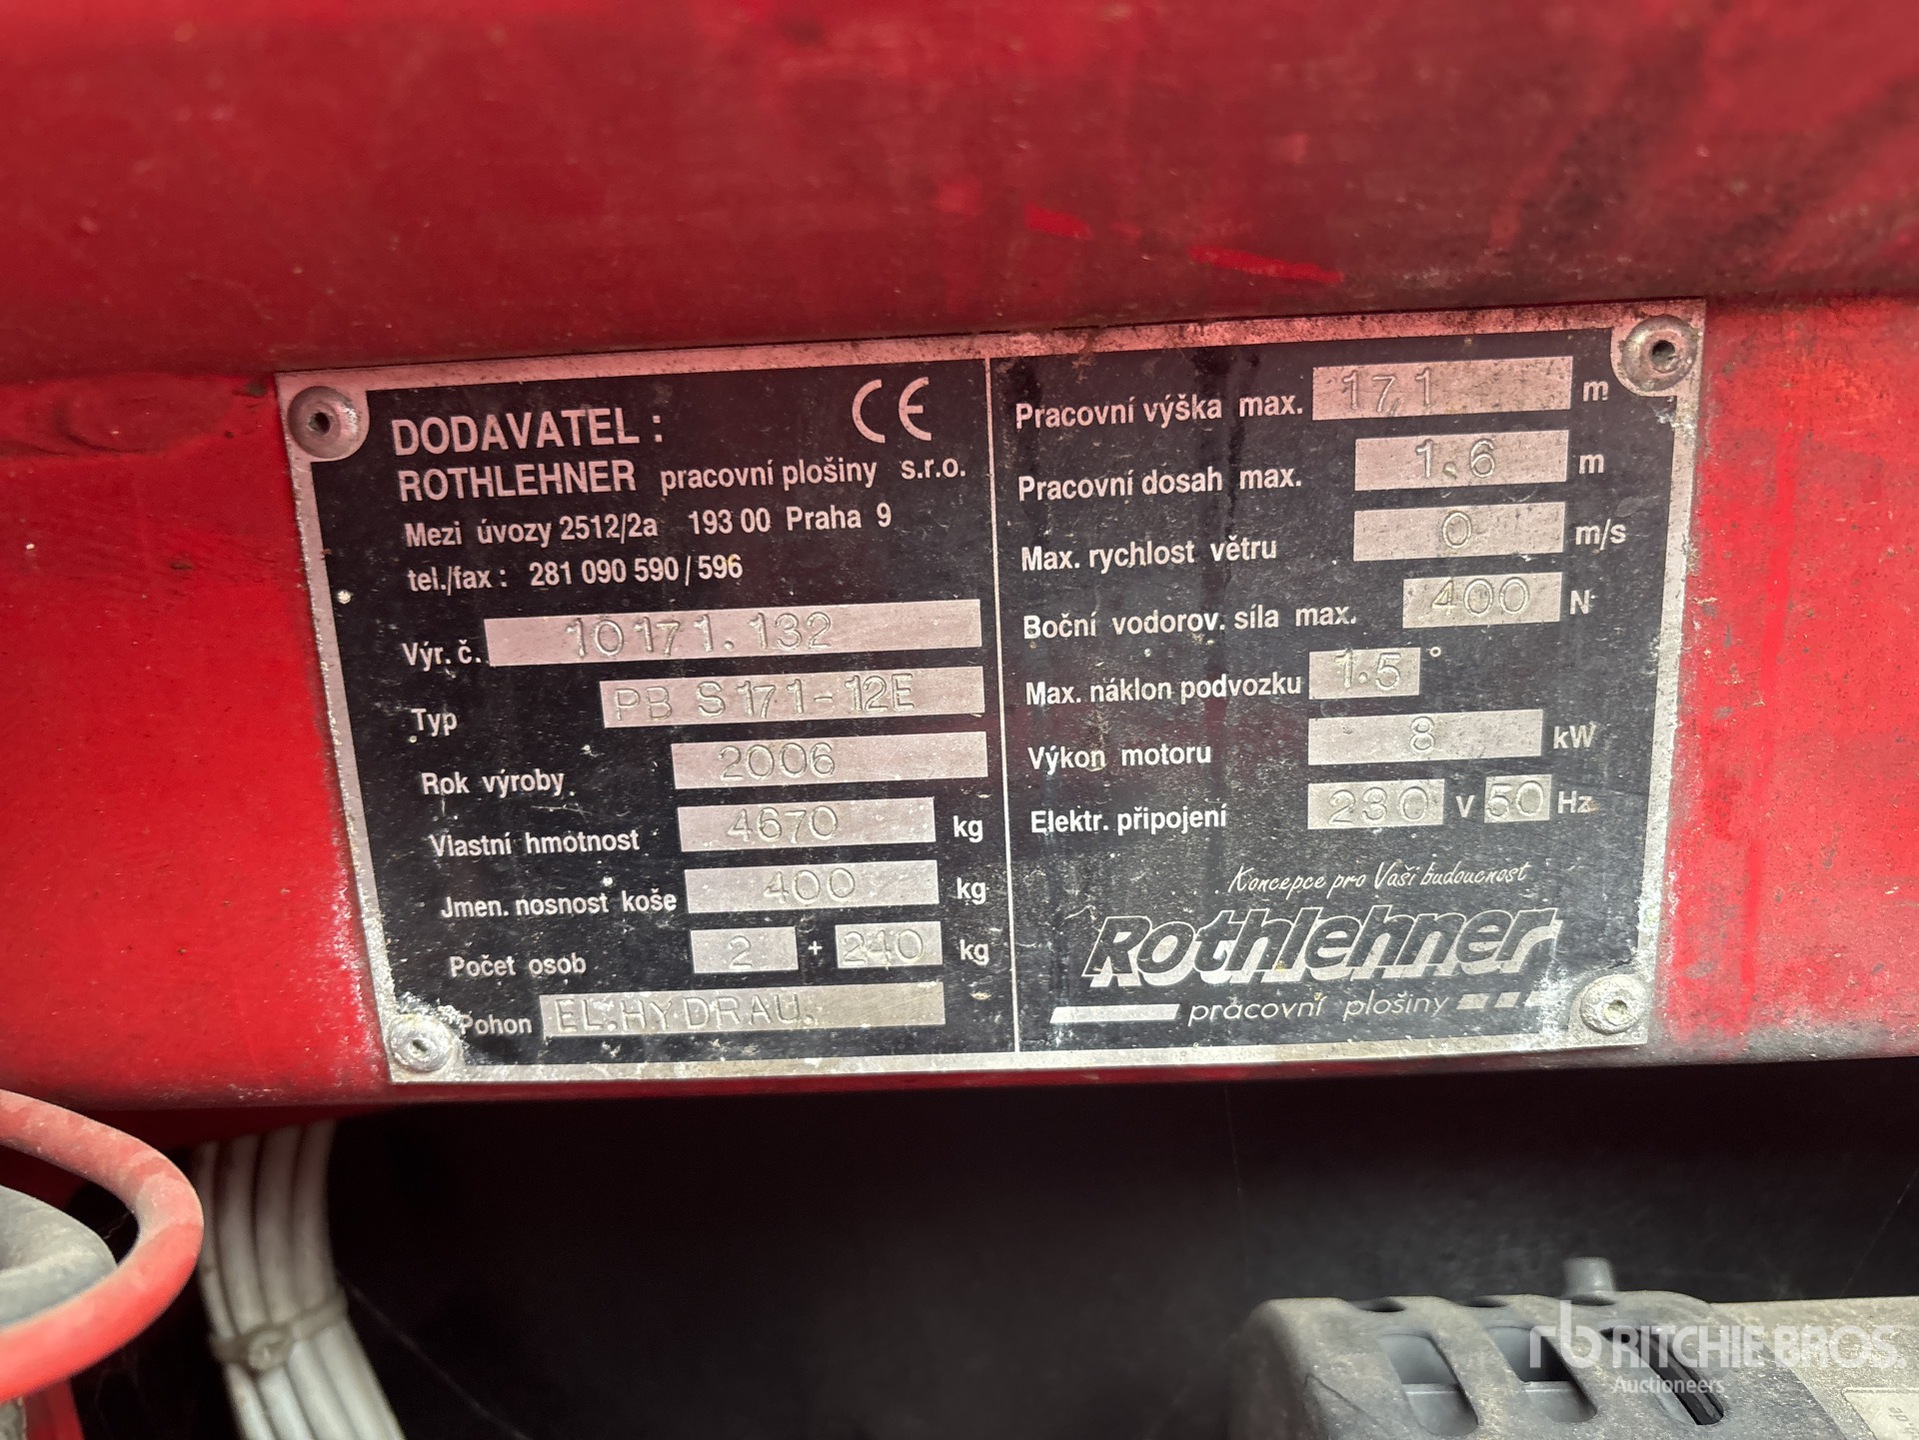 DODAVATEL : CE
ROTHLEHNER pracovní plošiny s.r.o.
Mezi úvozy 2512/2a 193 00 Praha 9
tel./fax : 281 090 590 / 596
Výr. č. 10171.132
Typ PB S171-12E
Rok výroby 2006
Vlastní hmotnost 4670 kg
Jmen. nosnost koše 400 kg
Počet osob 2 + 240 kg
Pohon EL.HYDRAU.
Pracovní výška max. 171 m
Pracovní dosah max. 1.6 m
Max. rychlost větru 0 m/s
Boční vodorov. síla max. 400 N
Max. náklon podvozku 1.5 °
Výkon motoru 8 kW
Elektr. připojení 230 V 50 Hz
Koncepce pro Vaší budoucnost
Rothlehner
pracovní plošiny
rb RITCHIE BROS.
Auctioneers